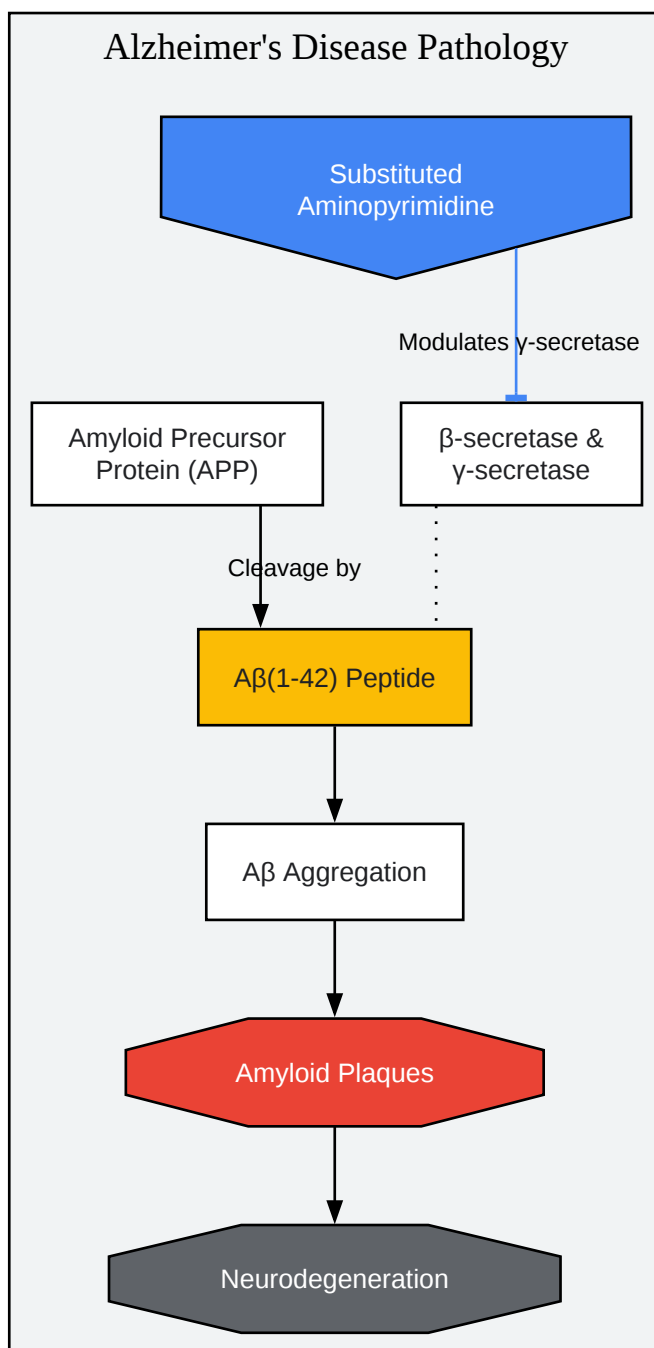 Alzheimer's Disease Pathology
Substituted
Aminopyrimidine
Modulates γ-secretase
Amyloid Precursor
Protein (APP)
β-secretase &
γ-secretase
Cleavage by
Aβ(1-42) Peptide
Aβ Aggregation
Amyloid Plaques
Neurodegeneration